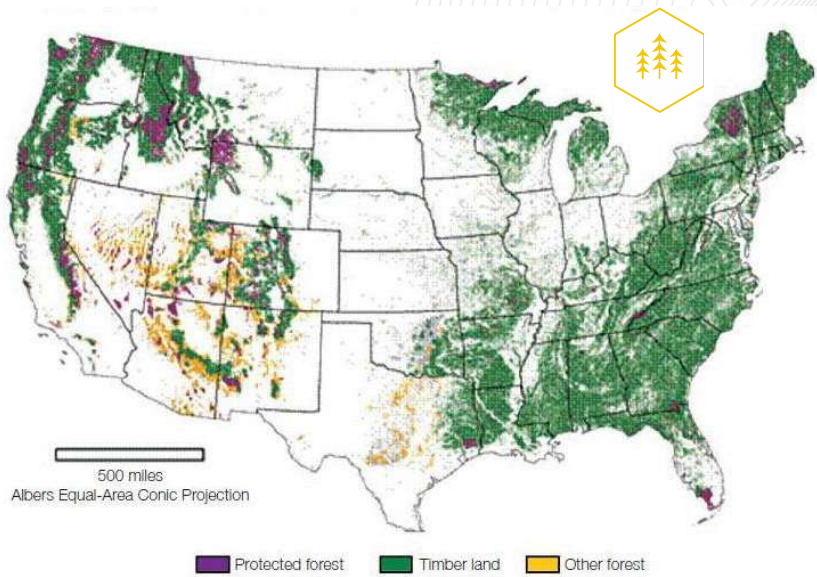 500 miles
Albers Equal-Area Conic Projection
Protected forest
Timber land
Other forest